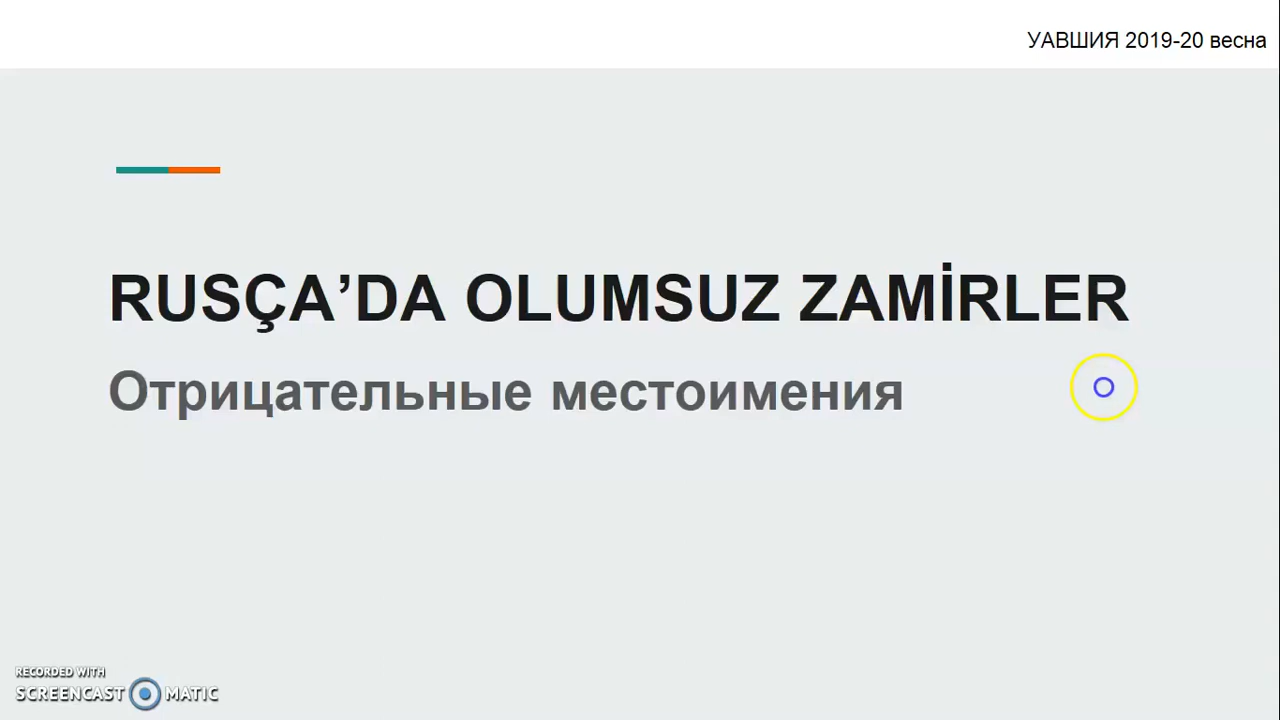 УАВШИЯ 2019-20 весна
RUSÇA’DA OLUMSUZ ZAMİRLER
Отрицательные местоимения
RECORDED WITH
SCREENCAST MATIC